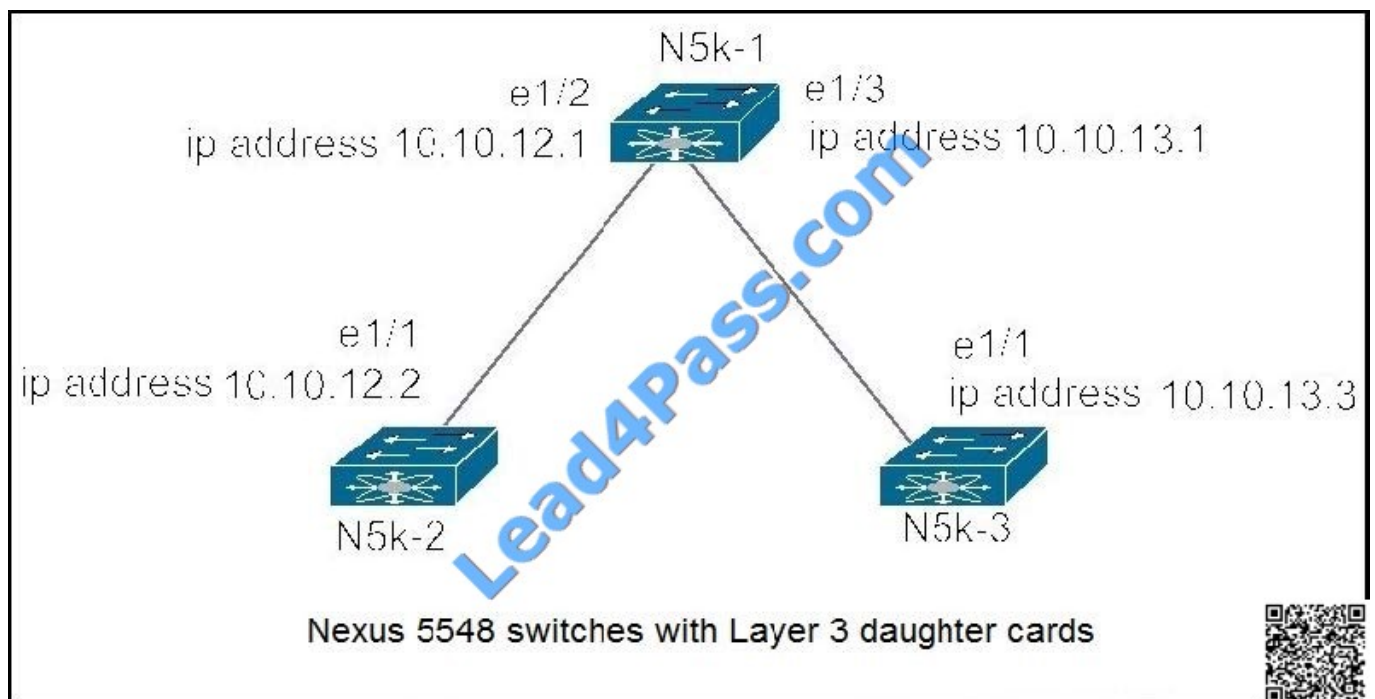 N5k-1
e1/2
ip address 10.10.12.1
e1/3
ip address 10.10.13.1
Lead4Pass.com
e1/1
ip address 10.10.12.2
e1/1
ip address 10.10.13.3
N5k-2
N5k-3
Nexus 5548 switches with Layer 3 daughter cards